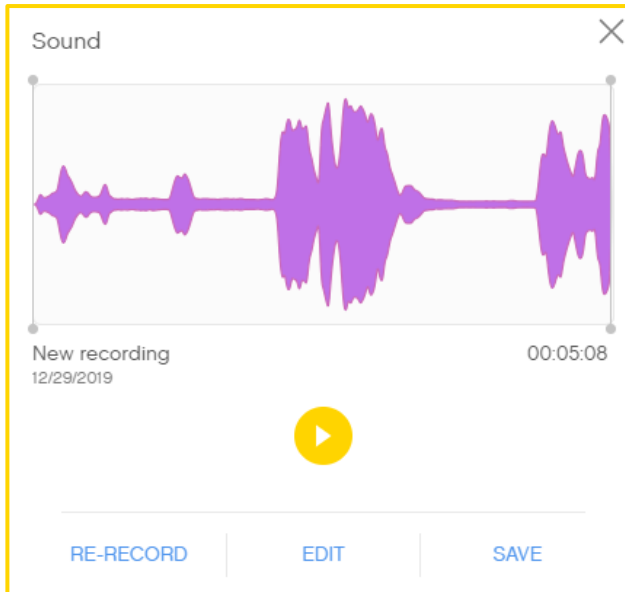 Sound
New recording
00:05:08
12/29/2019
RE-RECORD
EDIT
SAVE